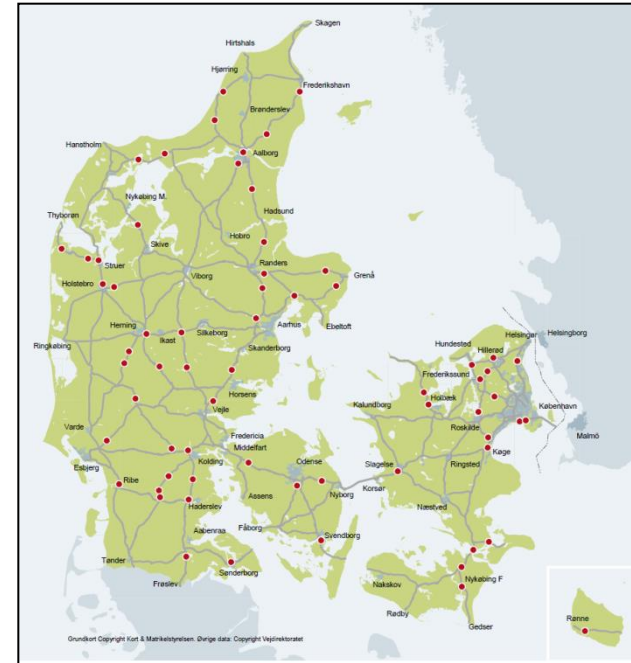 Skagen
Hirtshals
Hjørring
Frederikshavn
Brønderslev
Hanstholm
Aalborg
Nykøbing M.
Hadsund
Thyborøn
Hobro
Skive
Struer
Randers
Viborg
Grenå
Holstebro
Ebeltoft
Herning
Silkeborg
Aarhus
Ikast
Ringkøbing
Skanderborg
Helsingør
Helsingborg
Hundested
Hillerød
Frederikssund
Horsens
Kalundborg
Holbæk
København
Vejle
Roskilde
Malmö
Varde
Fredericia
Middelfart
Køge
Esbjerg
Kolding
Odense
Slagelse
Ringsted
Ribe
Nyborg
Korsør
Assens
Næstved
Haderslev
Fåborg
Svendborg
Aabenraa
Tønder
Sønderborg
Frøslev
Nakskov
Nykøbing F
Rødby
Gedser
Rønne
Grundkort Copyright Kort & Matrikelstyrelsen. Øvrige data: Copyright Vejdirektoratet